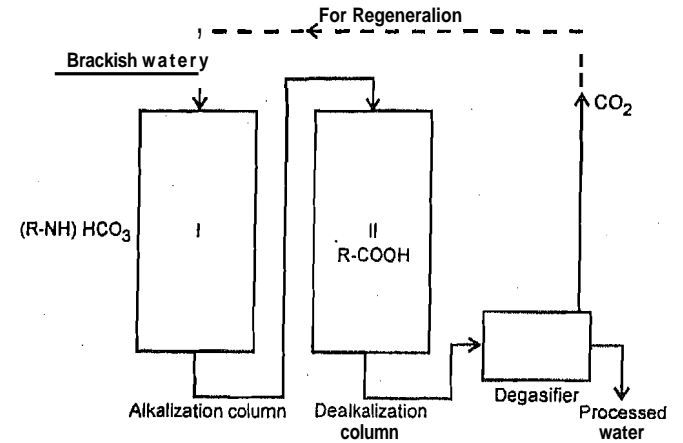 For Regeneralion
Brackish watery
CO2
(R-NH) HCO3
I
II
R-COOH
Degasifier
Alkalization column
Dealkalization
column
Processed
water